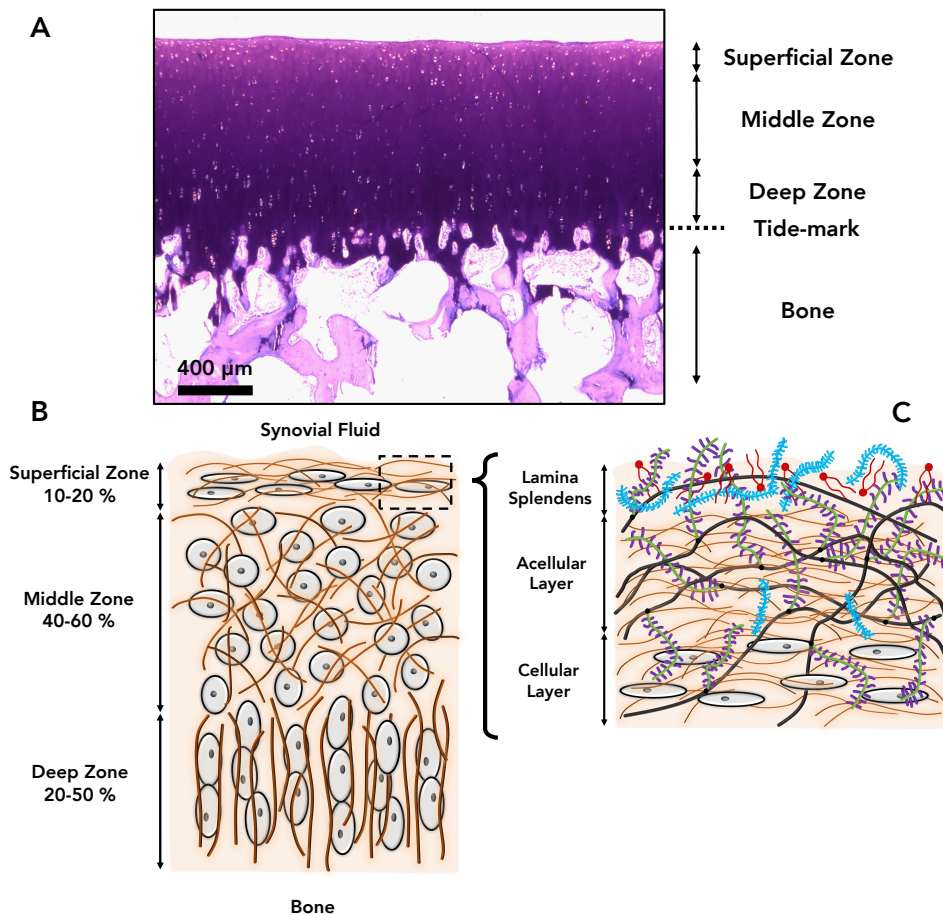 A
Superficial Zone
Middle Zone
Deep Zone
Tide-mark
Bone
400 µm
B
Synovial Fluid
Superficial Zone
10-20 %
Middle Zone
40-60 %
Deep Zone
20-50 %
Bone
C
Lamina
Splendens
Acellular
Layer
Cellular
Layer